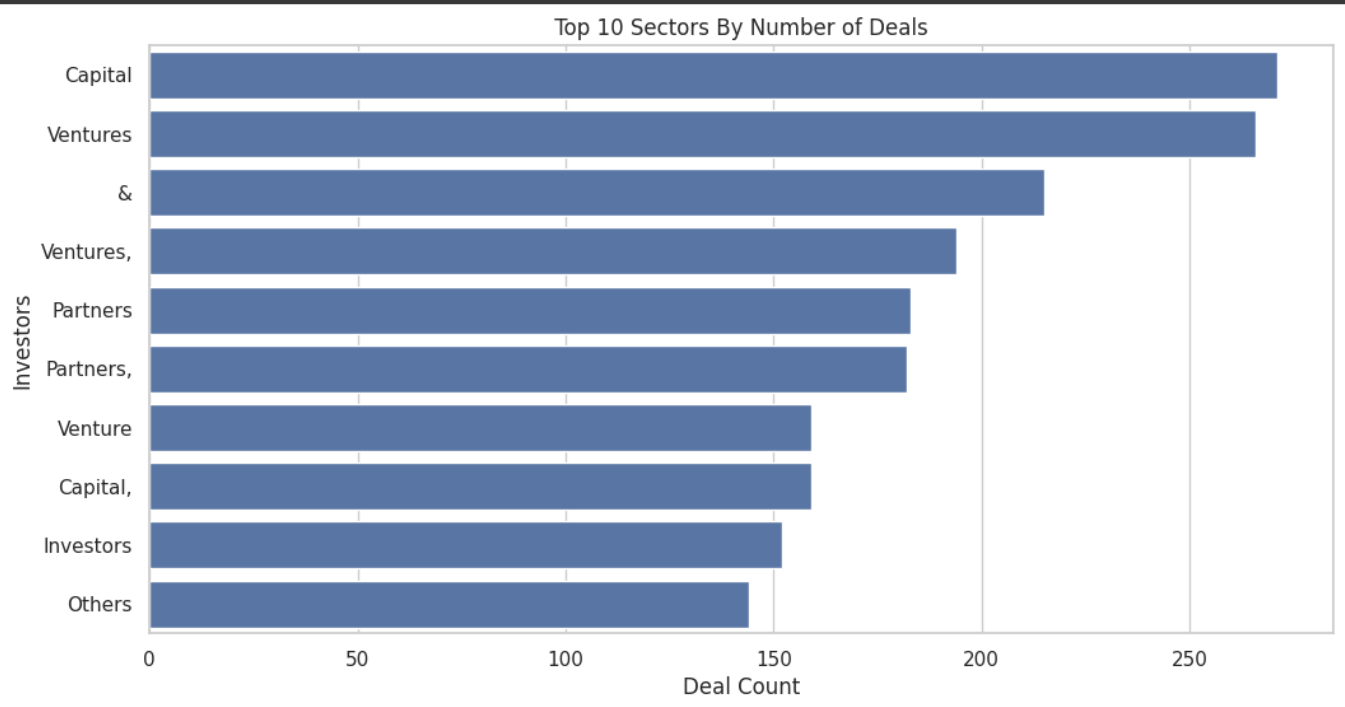 Top 10 Sectors By Number of Deals
Capital
Ventures
&
Ventures,
Partners
Partners,
Venture
Capital,
Investors
Others
Investors
0 50 100 150 200 250
Deal Count